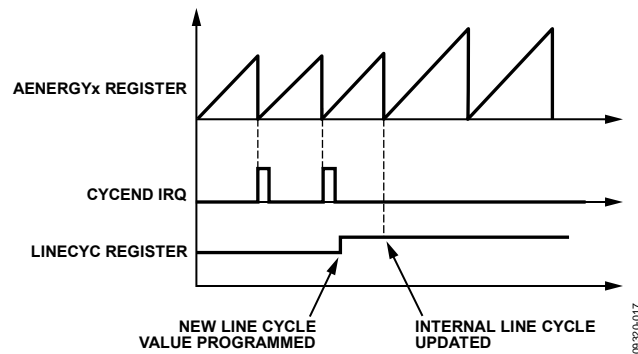 AENERGYx REGISTER
CYCEND IRQ
LINECYC REGISTER
NEW LINE CYCLE
VALUE PROGRAMMED
INTERNAL LINE CYCLE
UPDATED
09320-017